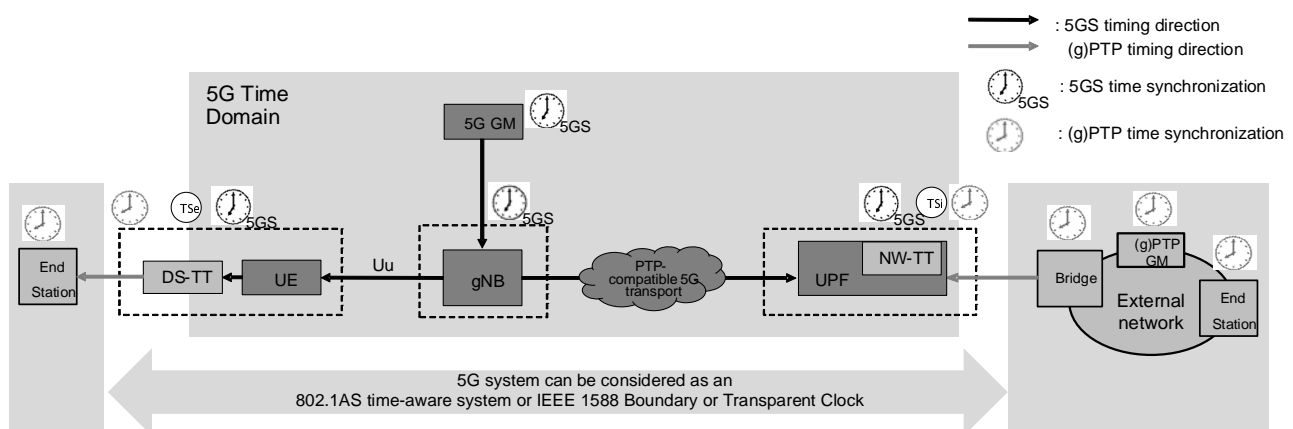 : 5GS timing direction
(g)PTP timing direction
5GS
: 5GS time synchronization
: (g)PTP time synchronization
5G Time
Domain
5G GM
5GS
5GS
TSe
5GS
5GS
TSi
End
Station
DS-TT
UE
Uu
gNB
PTP-
compatible 5G
transport
UPF
NW-TT
Bridge
(g)PTP
GM
External
network
End
Station
5G system can be considered as an
802.1AS time-aware system or IEEE 1588 Boundary or Transparent Clock